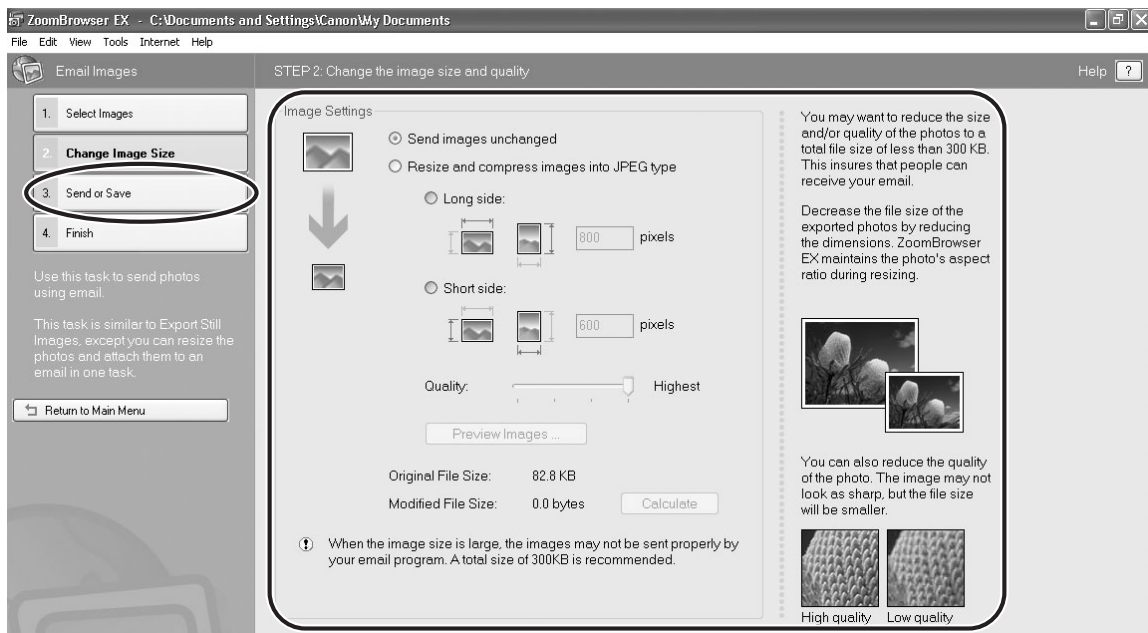 ZoomBrowser EX - C:\Documents and Settings\Canon\My Documents
File Edit View Tools Internet Help
Email Images
STEP 2: Change the image size and quality
Help ?
1. Select Images
2. Change Image Size
3. Send or Save
4. Finish
Use this task to send photos
using email.
This task is similar to Export Still
Images, except you can resize the
photos and attach them to an
email in one task.
Return to Main Menu
Image Settings
Send images unchanged
Resize and compress images into JPEG type
Long side:
800 pixels
Short side:
600 pixels
Quality: Highest
Preview Images ...
Original File Size: 82.8 KB
Modified File Size: 0.0 bytes Calculate
When the image size is large, the images may not be sent properly by
your email program. A total size of 300KB is recommended.
You may want to reduce the size
and/or quality of the photos to a
total file size of less than 300 KB.
This insures that people can
receive your email.
Decrease the file size of the
exported photos by reducing
the dimensions. ZoomBrowser
EX maintains the photo's aspect
ratio during resizing.
You can also reduce the quality
of the photo. The image may not
look as sharp, but the file size
will be smaller.
High quality Low quality